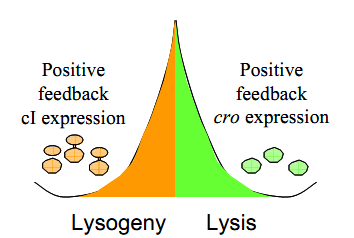 Positive
feedback
cI expression
Positive
feedback
cro expression
Lysogeny
Lysis